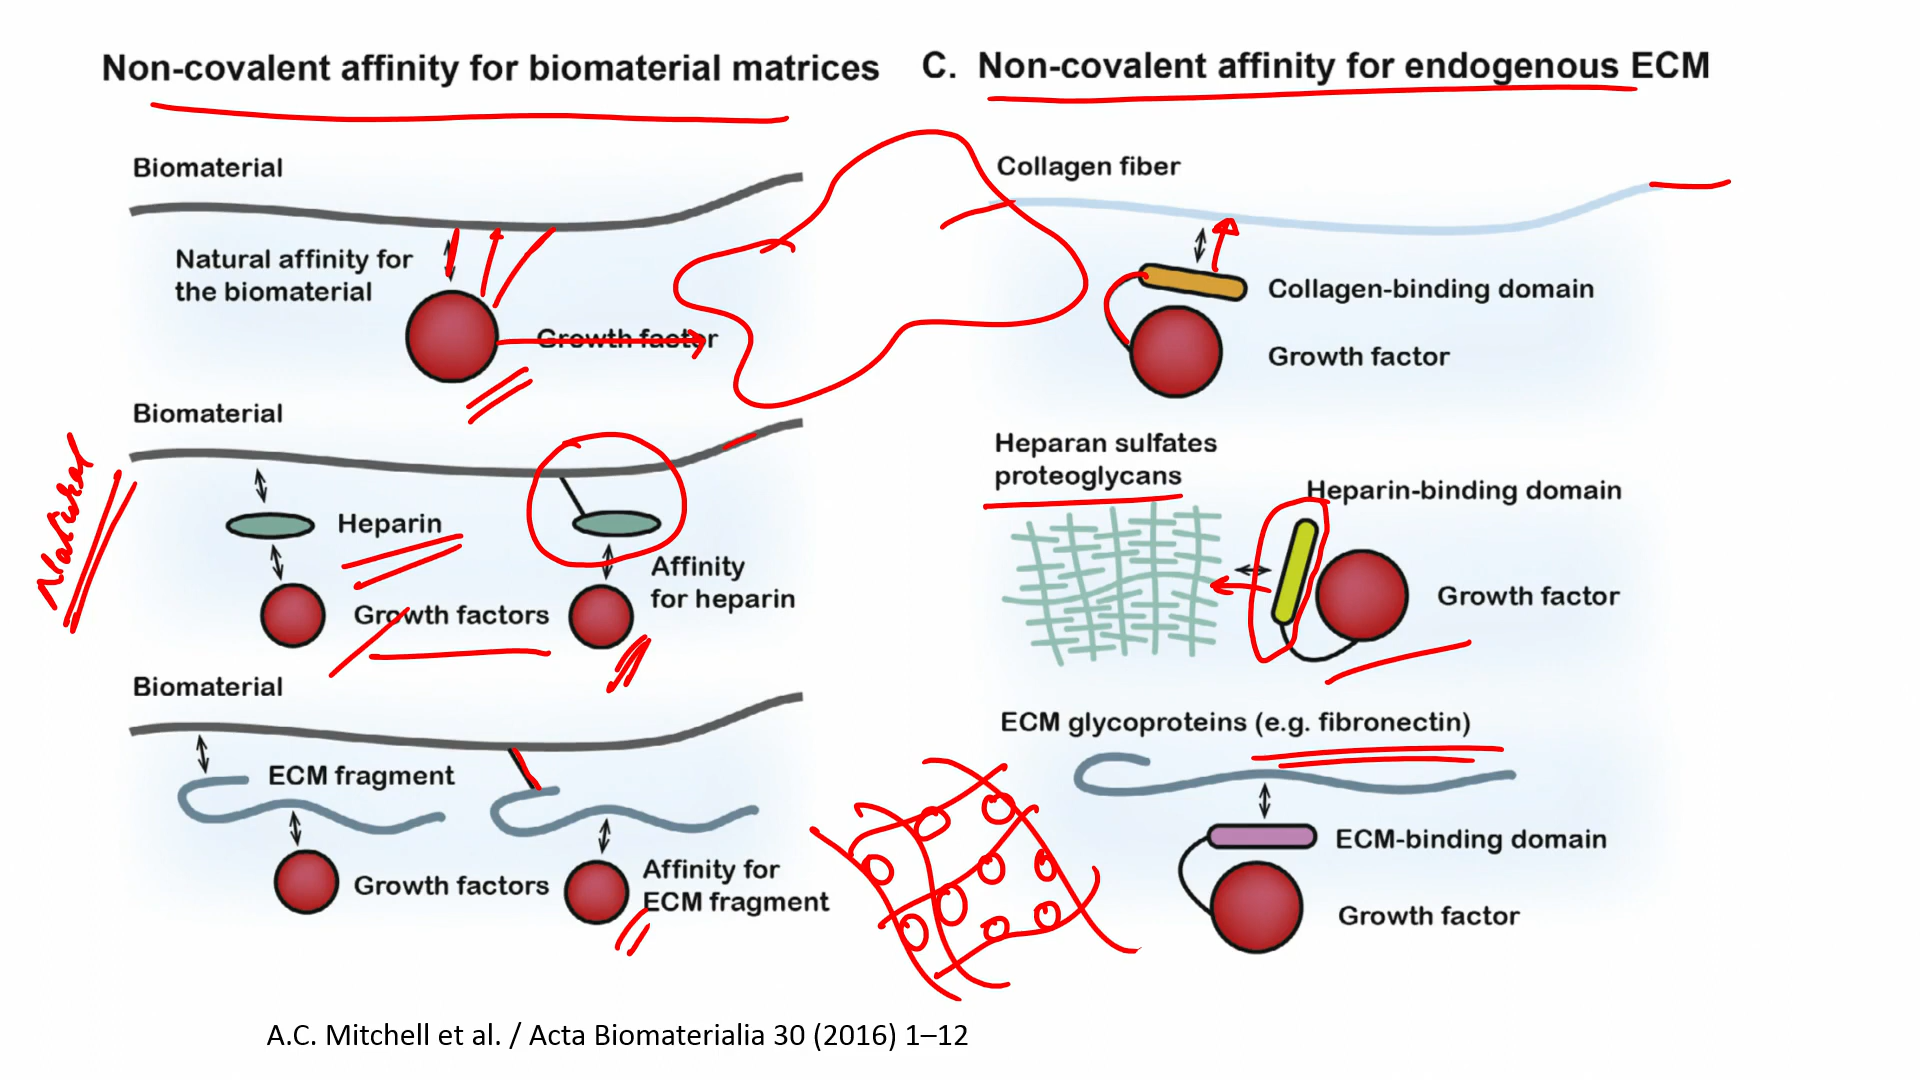 Non-covalent affinity for biomaterial matrices
Biomaterial
Natural affinity for
the biomaterial
Growth factor
Biomaterial
Natural
Heparin
Growth factors
Affinity
for heparin
Biomaterial
ECM fragment
Growth factors
Affinity for
ECM fragment
C. Non-covalent affinity for endogenous ECM
Collagen fiber
Collagen-binding domain
Growth factor
Heparan sulfates
proteoglycans
Heparin-binding domain
Growth factor
ECM glycoproteins (e.g. fibronectin)
ECM-binding domain
Growth factor
A.C. Mitchell et al. / Acta Biomaterialia 30 (2016) 1–12